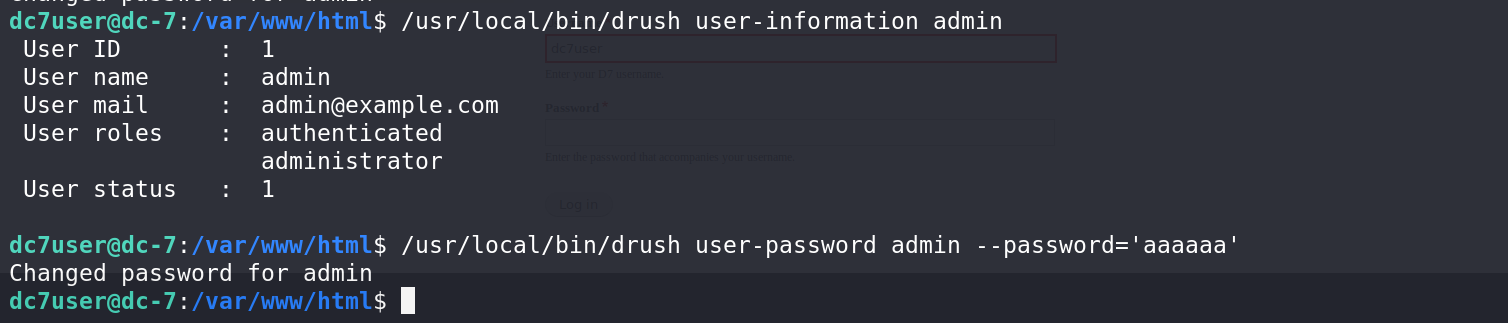 Changed password for admin
dc7user@dc-7:/var/www/html$ /usr/local/bin/drush user-information admin
User ID : 1
dc7user
User name : admin
Enter your D7 username.
User mail : admin@example.com
Password *
User roles : authenticated
Enter the password that accompanies your username.
administrator
User status : 1
Log in
dc7user@dc-7:/var/www/html$ /usr/local/bin/drush user-password admin --password='aaaaaa'
Changed password for admin
dc7user@dc-7:/var/www/html$